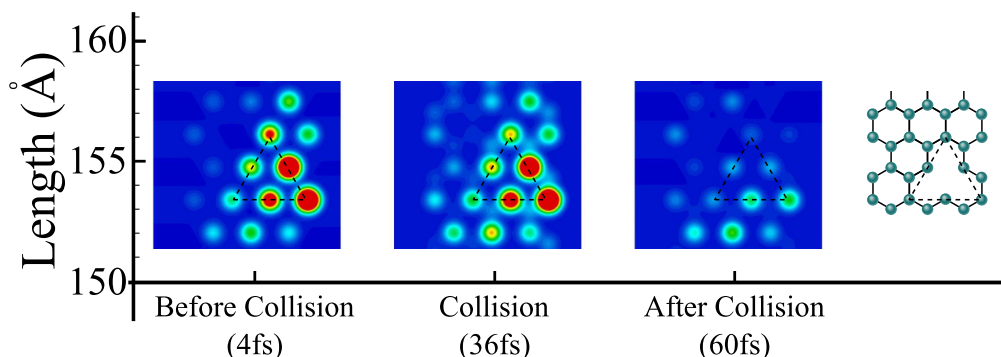 Length (Å)
160
155
150
Before Collision
(4fs)
Collision
(36fs)
After Collision
(60fs)